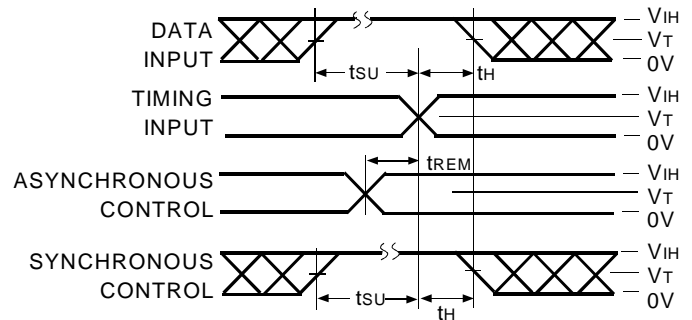 DATA
INPUT
tSU
tH
VIH
VT
0V
TIMING
INPUT
VIH
VT
0V
tREM
ASYNCHRONOUS
CONTROL
VIH
VT
0V
SYNCHRONOUS
CONTROL
tSU
tH
VIH
VT
0V